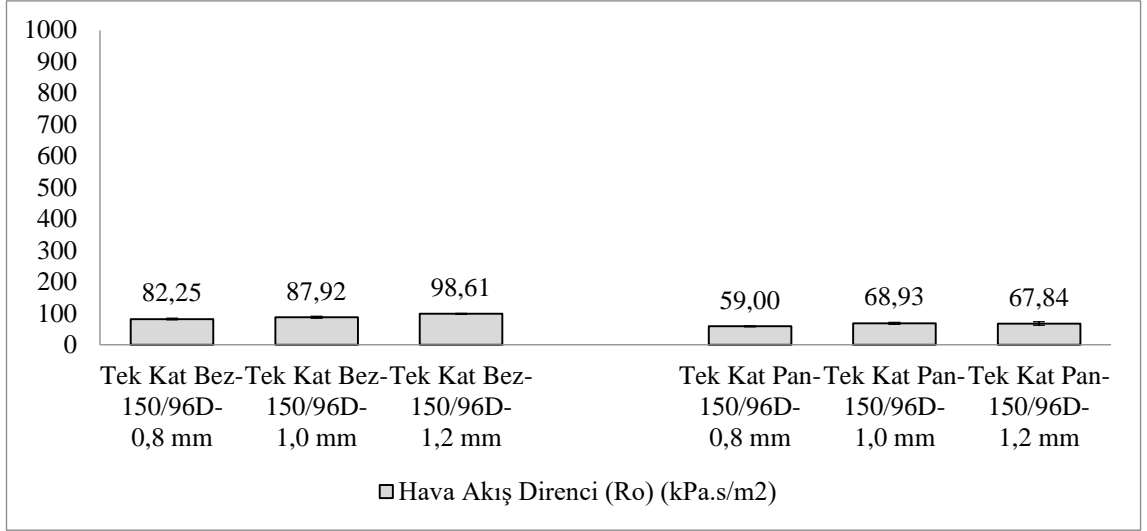 1000
900
800
700
600
500
400
300
200
100
0
82,25 87,92 98,61 59,00 68,93 67,84
Tek Kat Bez- Tek Kat Bez- Tek Kat Bez- Tek Kat Pan- Tek Kat Pan- Tek Kat Pan-
150/96D- 150/96D- 150/96D- 150/96D- 150/96D- 150/96D-
0,8 mm 1,0 mm 1,2 mm 0,8 mm 1,0 mm 1,2 mm
Hava Akış Direnci (Ro) (kPa.s/m2)